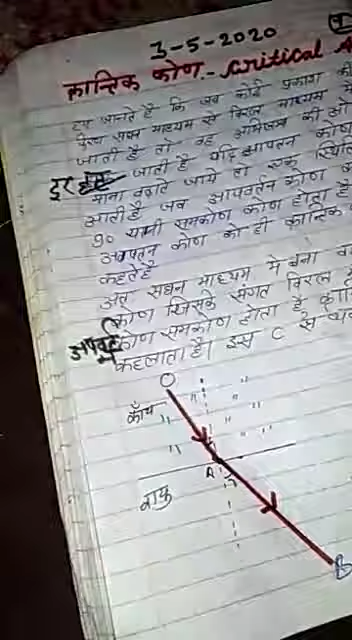 3-5-2020
क्रान्तिक कोण - Critical A
हम जानते है कि जब कोई प्रकाश की
सघन माध्यम से विरल माध्यम मे
जाती है तो वह अभिलम्ब की ओ
दूर हट जाती है यदि आपतन कोण
मान बढ़ाते जाये तो एक स्थिति
आती है जब अपवर्तन कोण
90 यानी समकोण कोण होता है
आपतन कोण को ही क्रान्तिक
कहते है
अतः सघन माध्यम मे बना
कोण जिसके संगत विरल
अपवर्तन कोण समकोण होता है
कहलाता है। इस C से
काँच
A
r
वायु
B